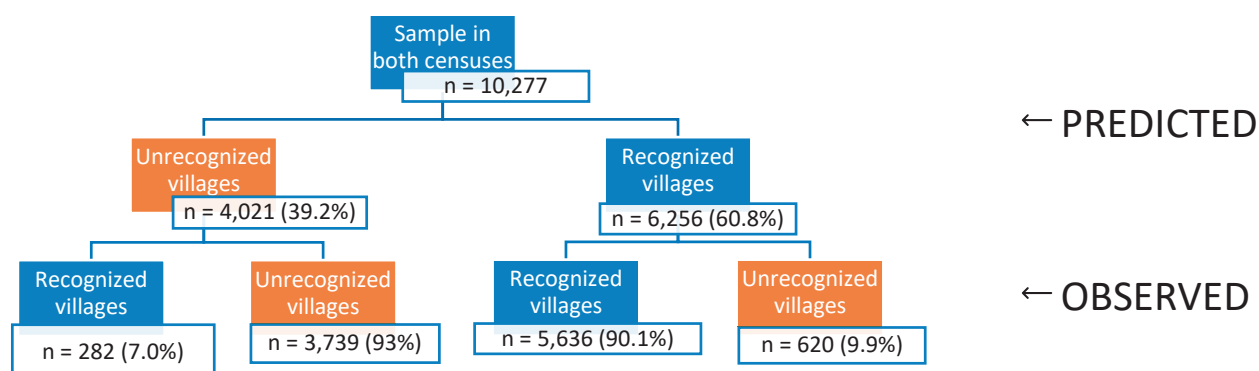 Sample in
both censuses
n = 10,277
← PREDICTED
Unrecognized
villages
n = 4,021 (39.2%)
Recognized
villages
n = 6,256 (60.8%)
Recognized
villages
n = 282 (7.0%)
Unrecognized
villages
n = 3,739 (93%)
Recognized
villages
n = 5,636 (90.1%)
Unrecognized
villages
n = 620 (9.9%)
← OBSERVED